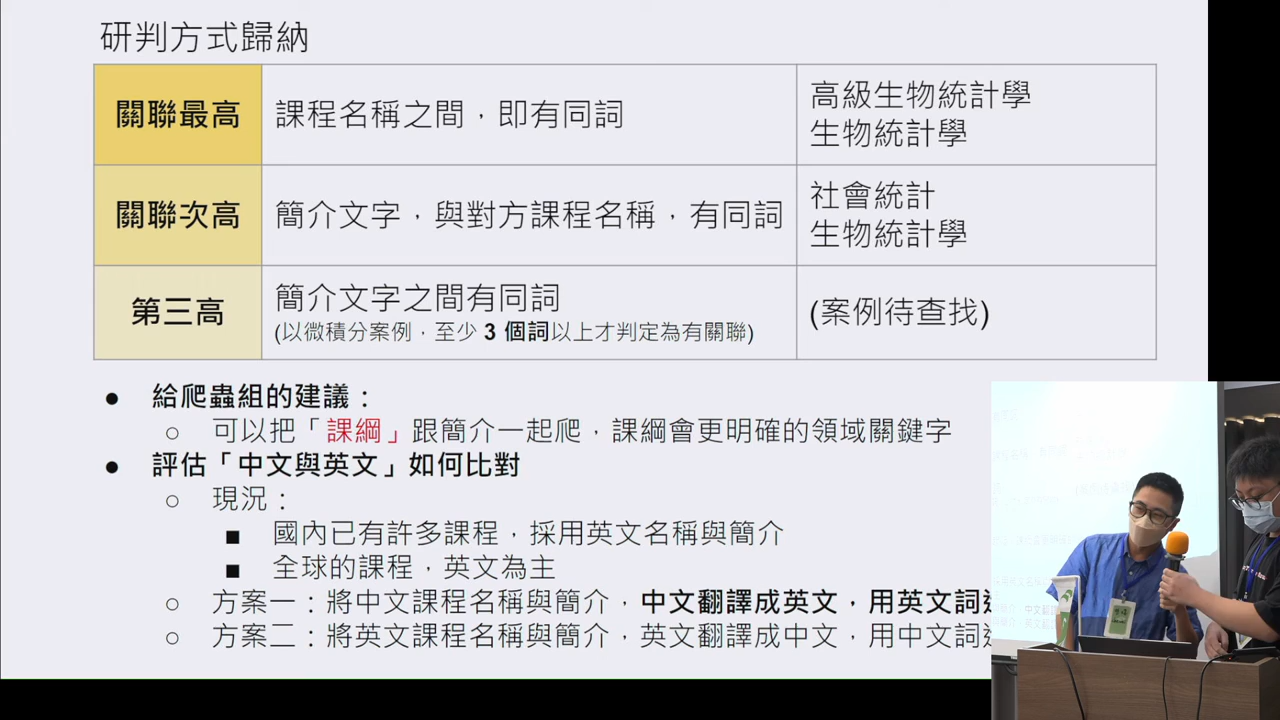 研判方式歸納
關聯最高
課程名稱之間，即有同詞
高級生物統計學
生物統計學
關聯次高
簡介文字，與對方課程名稱，有同詞
社會統計
生物統計學
第三高
簡介文字之間有同詞
(以微積分案例，至少 3 個詞以上才判定為有關聯)
(案例待查找)
● 給爬蟲組的建議：
○ 可以把「課綱」跟簡介一起爬，課綱會更明確的領域關鍵字
● 評估「中文與英文」如何比對
○ 現況：
■ 國內已有許多課程，採用英文名稱與簡介
■ 全球的課程，英文為主
○ 方案一：將中文課程名稱與簡介，中文翻譯成英文，用英文詞
○ 方案二：將英文課程名稱與簡介，英文翻譯成中文，用中文詞